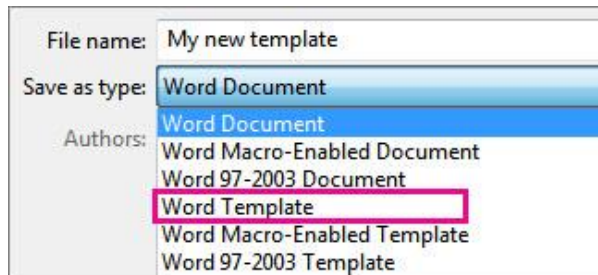 File name: My new template
Save as type: Word Document
Authors: Word Document
Word Macro-Enabled Document
Word 97-2003 Document
Word Template
Word Macro-Enabled Template
Word 97-2003 Template